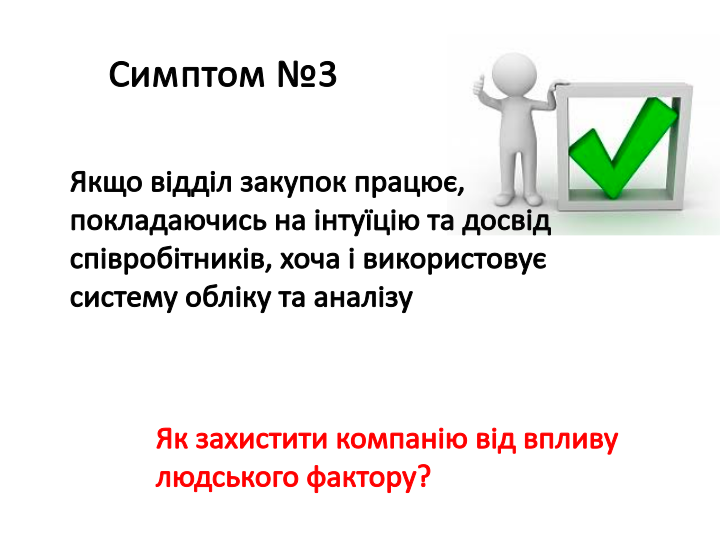 Симптом №3
Якщо відділ закупок працює,
покладаючись на інтуїцію та досвід
співробітників, хоча і використовує
систему обліку та аналізу
Як захистити компанію від впливу
людського фактору?